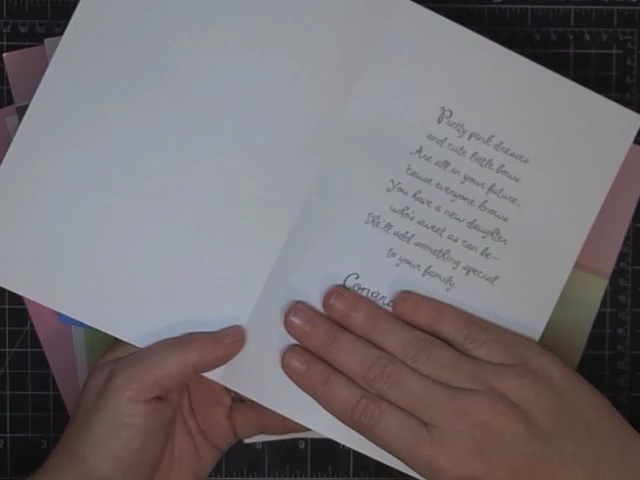 Pretty pink dresses
and cute little bows
Are all in your future,
'cause everyone knows
You have a new daughter
who's sweet as can be—
She'll add something special
to your family.